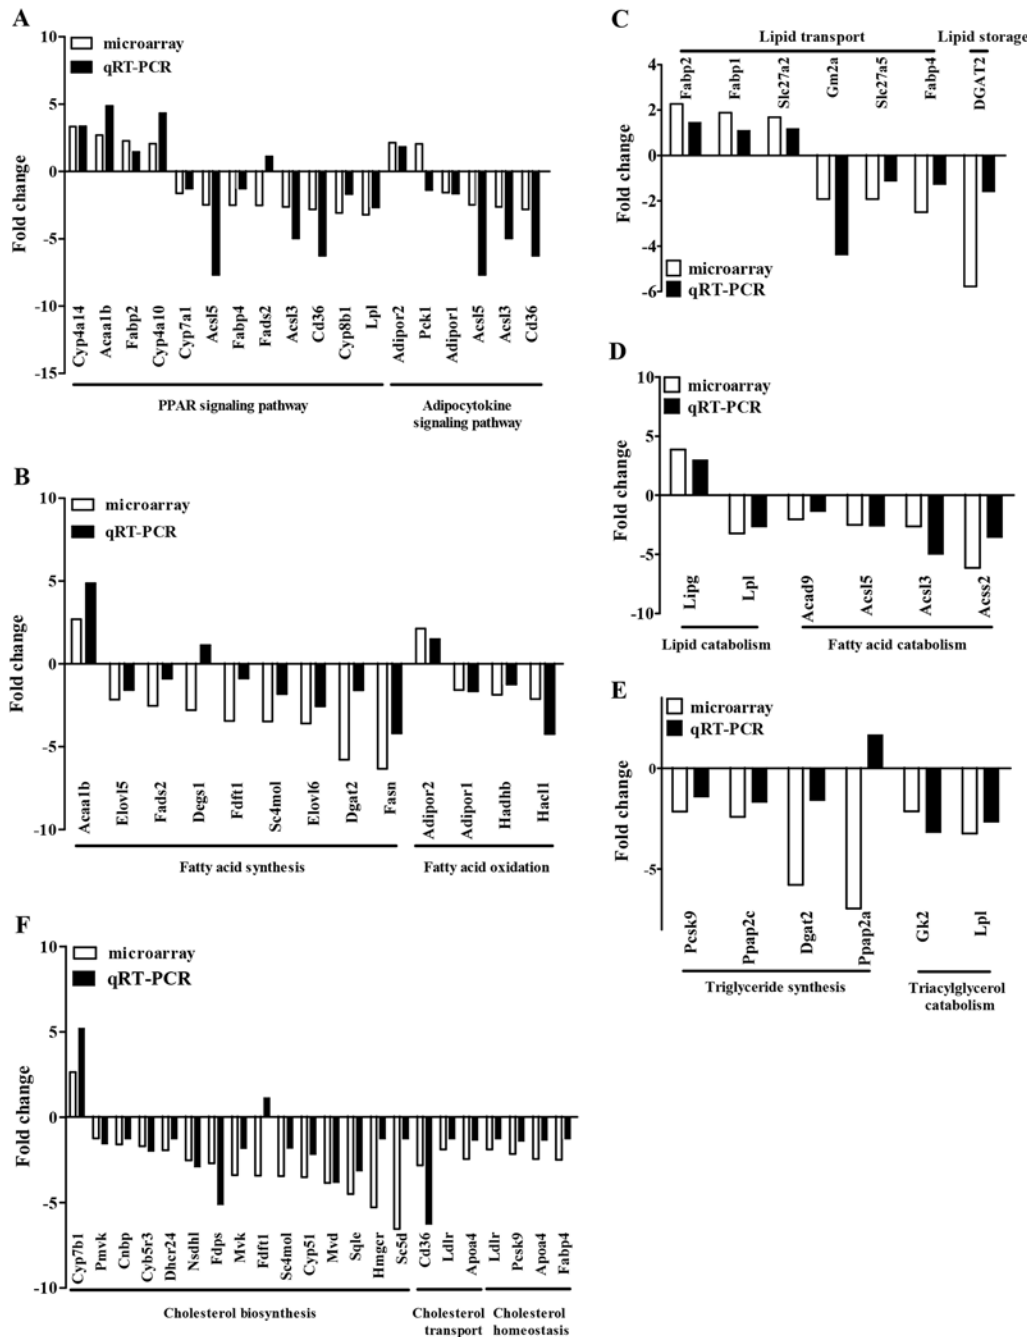 A
10
5
0
-5
-10
-15
Fold change
microarray
qRT-PCR
Cyp4a14
Acaa1b
Fabp2
Cyp4a10
Cyp7a1
Acsl5
Fabp4
Fads2
Acsl3
Cd36
Cyp8b1
Lpl
Adipor2
Pck1
Adipor1
Acsl5
Acsl3
Cd36
PPAR signaling pathway
Adipocytokine
signaling pathway
B
10
5
0
-5
-10
Fold change
microarray
qRT-PCR
Acaa1b
Elovl5
Fads2
Degs1
Fdft1
Sc4mol
Elovl6
Dgat2
Fasn
Adipor2
Adipor1
Hadhb
Hacl1
Fatty acid synthesis
Fatty acid oxidation
F
10
5
0
-5
-10
Fold change
microarray
qRT-PCR
Cyp7b1
Pmvk
Cnbp
Cyb5r3
Dhcr24
Nsdhl
Fdps
Mvk
Fdft1
Sc4mol
Cyp51
Mvd
Sqle
Hmgcr
Sc5d
Cd36
Ldlr
Apoa4
Ldlr
Pcsk9
Apoa4
Fabp4
Cholesterol biosynthesis
Cholesterol
transport
Cholesterol
homeostasis
C
Lipid transport
Lipid storage
Fabp2
Fabp1
Slc27a2
Gm2a
Slc27a5
Fabp4
DGAT2
4
2
0
-2
-4
-6
Fold change
microarray
qRT-PCR
D
10
5
0
-5
-10
Fold change
microarray
qRT-PCR
Lipg
Lpl
Acad9
Acsl5
Acsl3
Acss2
Lipid catabolism
Fatty acid catabolism
E
0
-5
Fold change
microarray
qRT-PCR
Pcsk9
Ppap2c
Dgat2
Ppap2a
Gk2
Lpl
Triglyceride synthesis
Triacylglycerol
catabolism